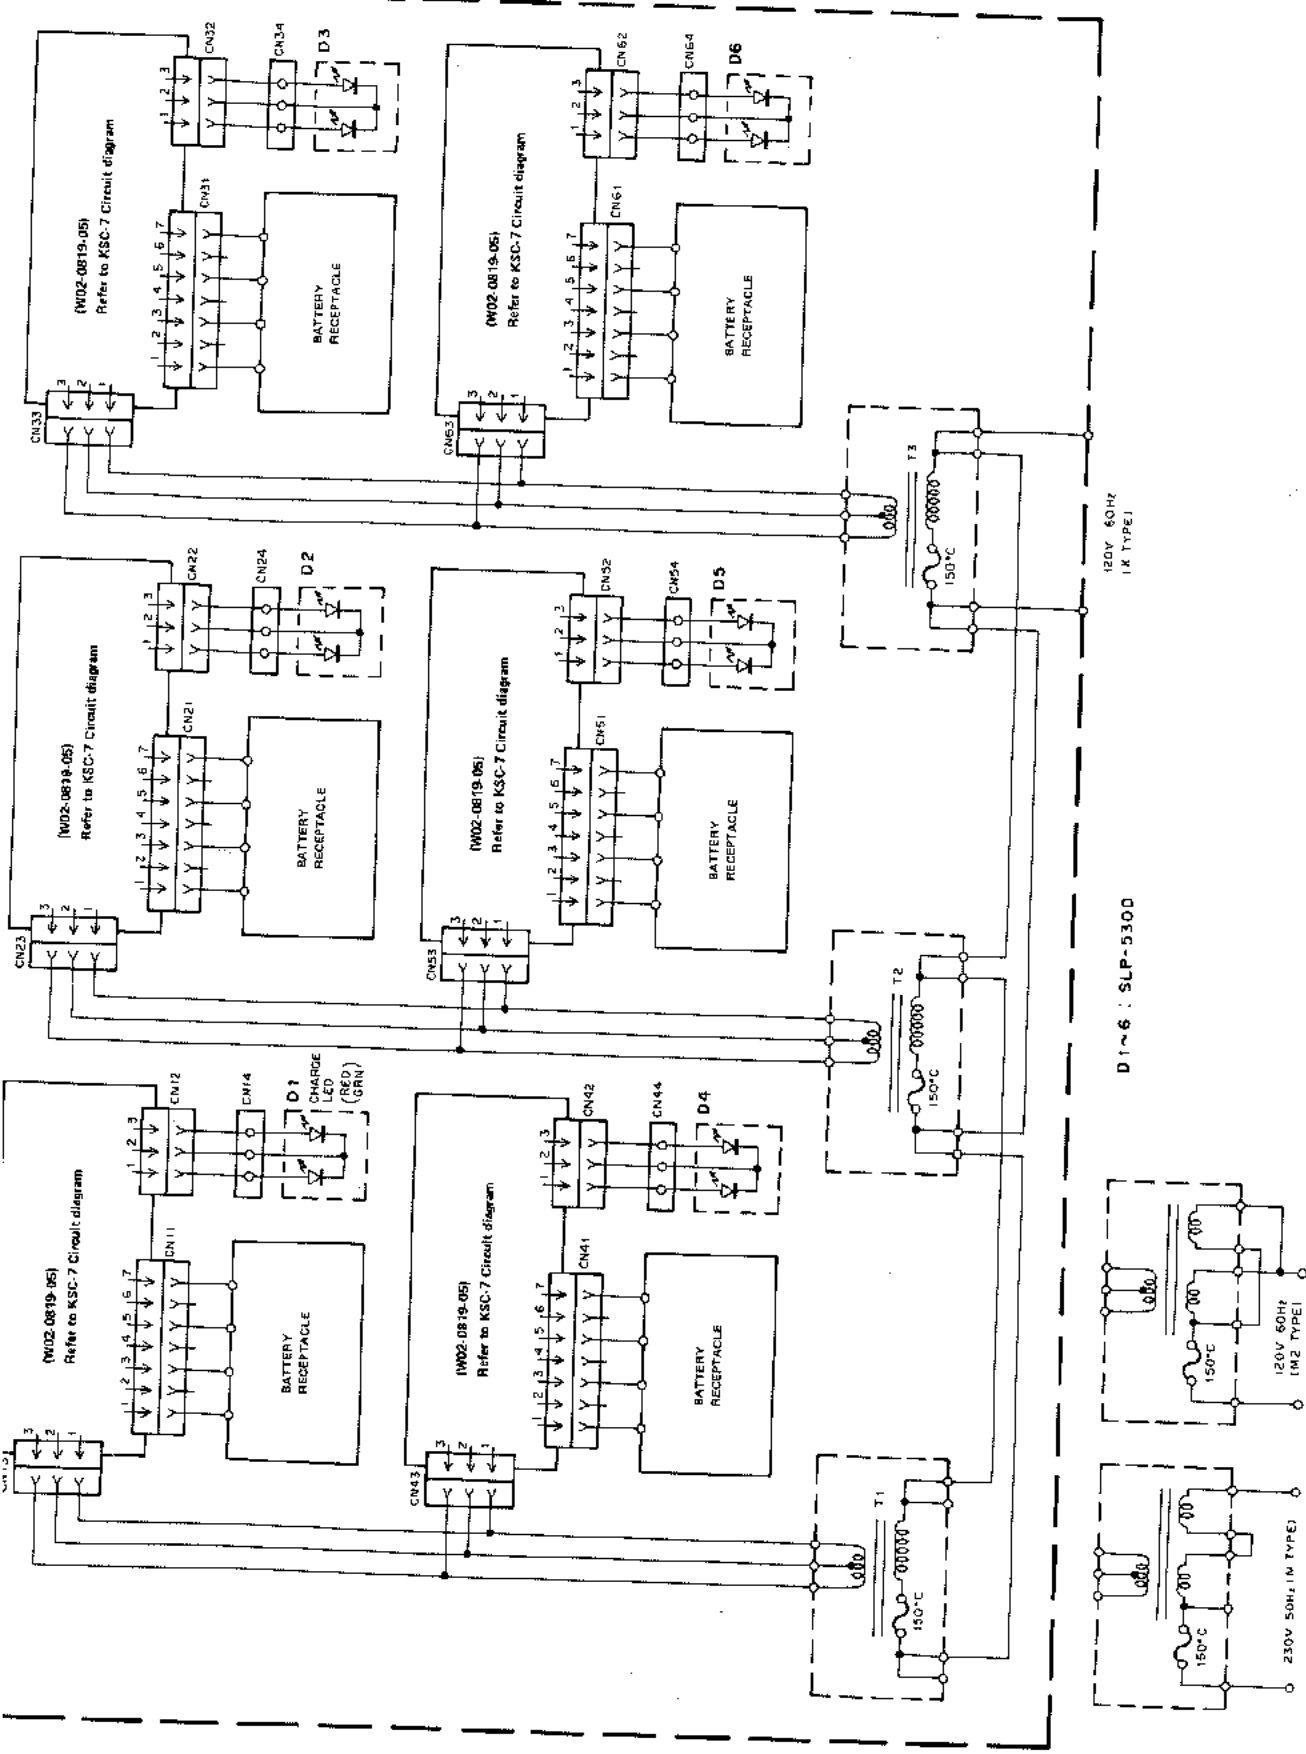 CN32
CN34
D3
1 2 3
(W02-0819-05)
Refer to KSC-7 Circuit diagram
CN31
1 2 3 4 5 6 7
BATTERY
RECEPTACLE
CN33
3 2 1
CN62
CN64
D6
1 2 3
(W02-0819-05)
Refer to KSC-7 Circuit diagram
CN61
1 2 3 4 5 6 7
BATTERY
RECEPTACLE
CN63
3 2 1
T3
150°C
120V 60Hz
(K TYPE)
CN22
CN24
D2
1 2 3
(W02-0819-05)
Refer to KSC-7 Circuit diagram
CN21
1 2 3 4 5 6 7
BATTERY
RECEPTACLE
CN23
3 2 1
CN52
CN54
D5
1 2 3
(W02-0819-05)
Refer to KSC-7 Circuit diagram
CN51
1 2 3 4 5 6 7
BATTERY
RECEPTACLE
CN53
3 2 1
T2
150°C
D1~6 : SLP-530D
CN12
CN14
D1
CHARGE
LED
(RED
GRN)
1 2 3
(W02-0819-05)
Refer to KSC-7 Circuit diagram
CN11
1 2 3 4 5 6 7
BATTERY
RECEPTACLE
3 2 1
CN42
CN44
D4
1 2 3
(W02-0819-05)
Refer to KSC-7 Circuit diagram
CN41
1 2 3 4 5 6 7
BATTERY
RECEPTACLE
CN43
3 2 1
T1
150°C
150°C
120V 60Hz
(M2 TYPE)
150°C
230V 50Hz (M TYPE)